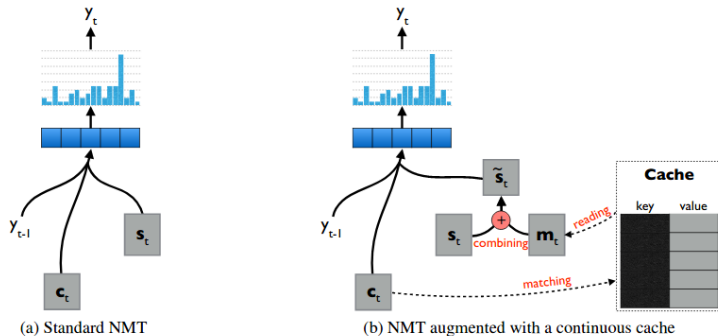 y_t
y_t-1
s_t
c_t
(a) Standard NMT
y_t
s̃_t
y_t-1
s_t
combining
m_t
reading
Cache
key value
matching
c_t
(b) NMT augmented with a continuous cache